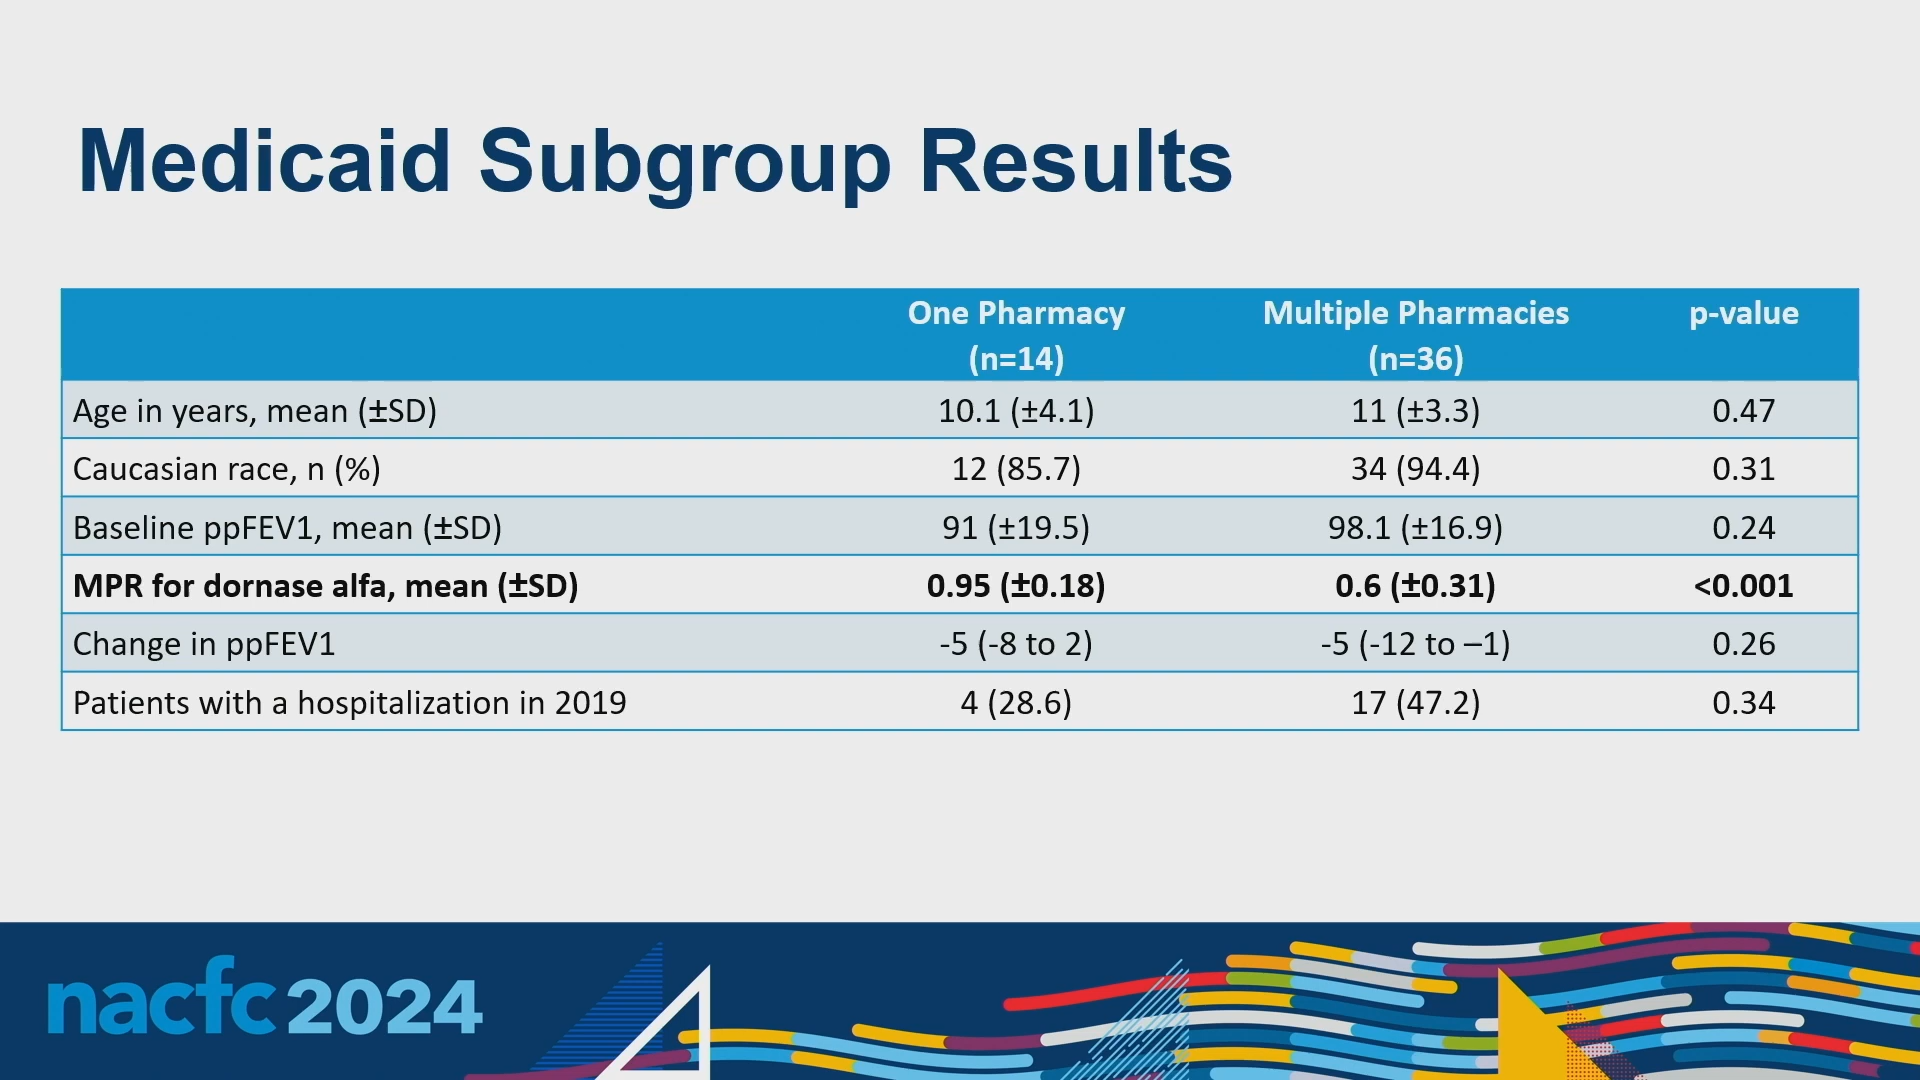 Medicaid Subgroup Results
One Pharmacy Multiple Pharmacies p-value
(n=14) (n=36)
Age in years, mean (±SD) 10.1 (±4.1) 11 (±3.3) 0.47
Caucasian race, n (%) 12 (85.7) 34 (94.4) 0.31
Baseline ppFEV1, mean (±SD) 91 (±19.5) 98.1 (±16.9) 0.24
MPR for dornase alfa, mean (±SD) 0.95 (±0.18) 0.6 (±0.31) <0.001
Change in ppFEV1 -5 (-8 to 2) -5 (-12 to –1) 0.26
Patients with a hospitalization in 2019 4 (28.6) 17 (47.2) 0.34
nacfc 2024